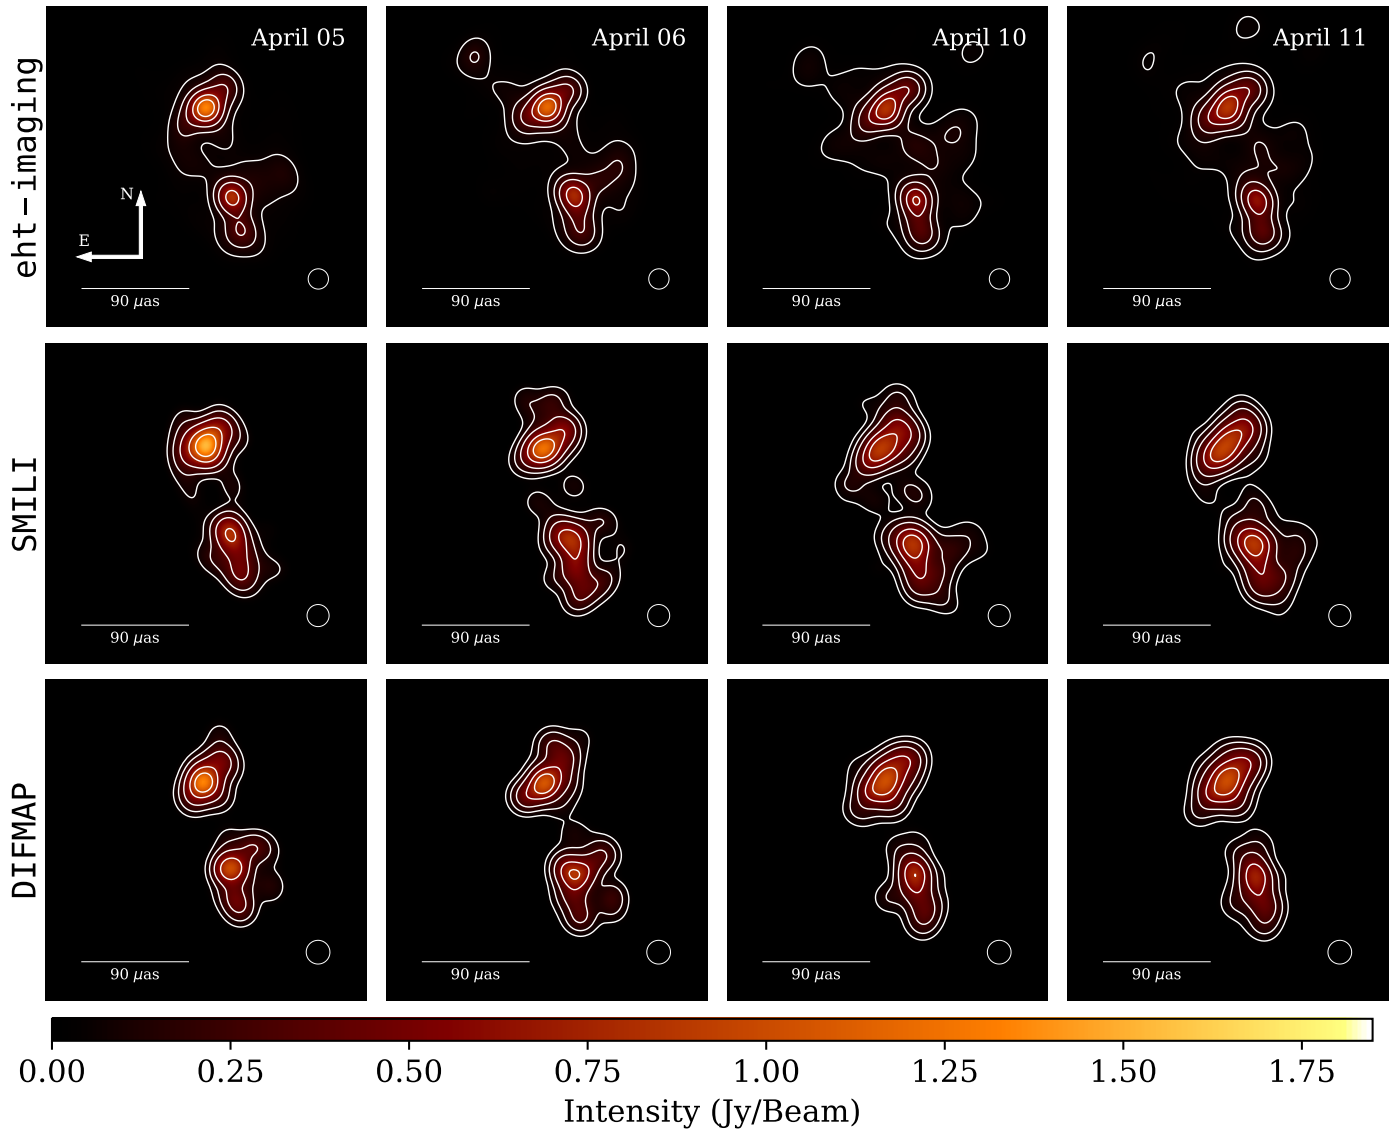 eht-imaging
April 05
April 06
April 10
April 11
N
E
90 μas
90 μas
90 μas
90 μas
SMILI
90 μas
90 μas
90 μas
90 μas
DIFMAP
90 μas
90 μas
90 μas
90 μas
0.00 0.25 0.50 0.75 1.00 1.25 1.50 1.75
Intensity (Jy/Beam)